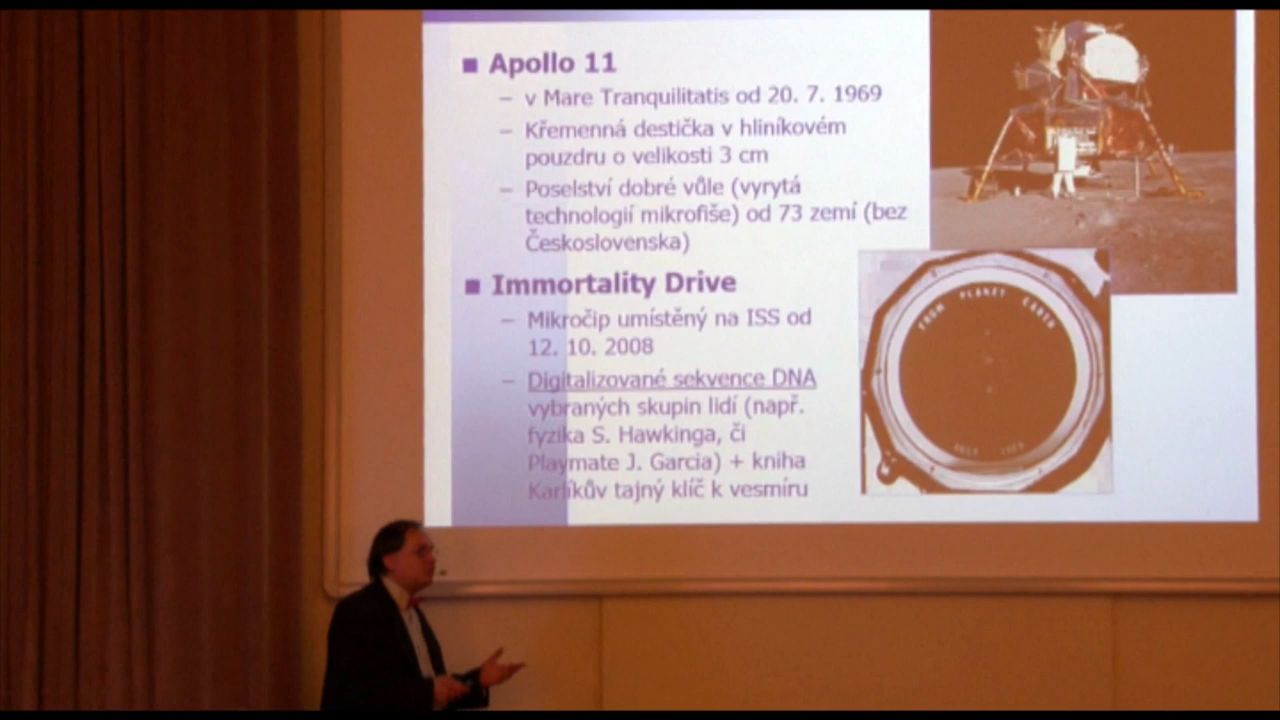 Apollo 11
– v Mare Tranquilitatis od 20. 7. 1969
– Křemenná destička v hliníkovém
pouzdru o velikosti 3 cm
– Poselství dobré vůle (vyrytá
technologií mikrofiše) od 73 zemí (bez
Československa)
Immortality Drive
– Mikročip umístěný na ISS od
12. 10. 2008
– Digitalizované sekvence DNA
vybraných skupin lidí (např.
fyzika S. Hawkinga, či
Playmate J. Garcia) + kniha
Karlíkův tajný klíč k vesmíru
FROM PLANET EARTH
JULY 1969